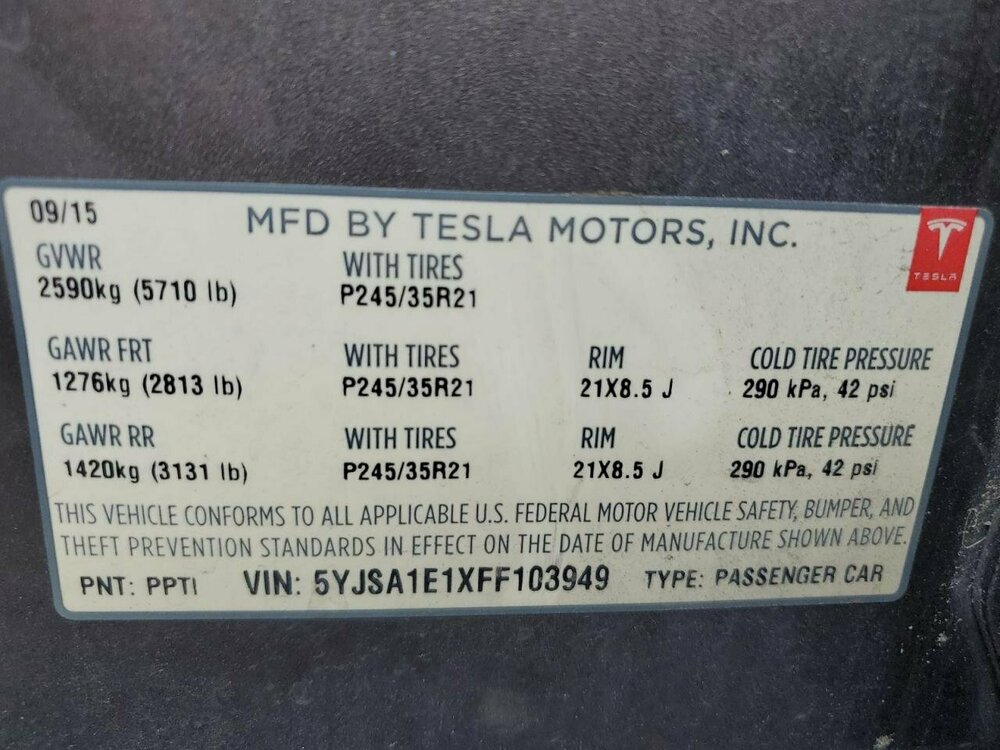 09/15 MFD BY TESLA MOTORS, INC.
TESLA
GVWR WITH TIRES
2590kg (5710 lb) P245/35R21
GAWR FRT WITH TIRES RIM COLD TIRE PRESSURE
1276kg (2813 lb) P245/35R21 21X8.5 J 290 kPa, 42 psi
GAWR RR WITH TIRES RIM COLD TIRE PRESSURE
1420kg (3131 lb) P245/35R21 21X8.5 J 290 kPa, 42 psi
THIS VEHICLE CONFORMS TO ALL APPLICABLE U.S. FEDERAL MOTOR VEHICLE SAFETY, BUMPER, AND
THEFT PREVENTION STANDARDS IN EFFECT ON THE DATE OF MANUFACTURE SHOWN ABOVE.
PNT: PPTI VIN: 5YJSA1E1XFF103949 TYPE: PASSENGER CAR